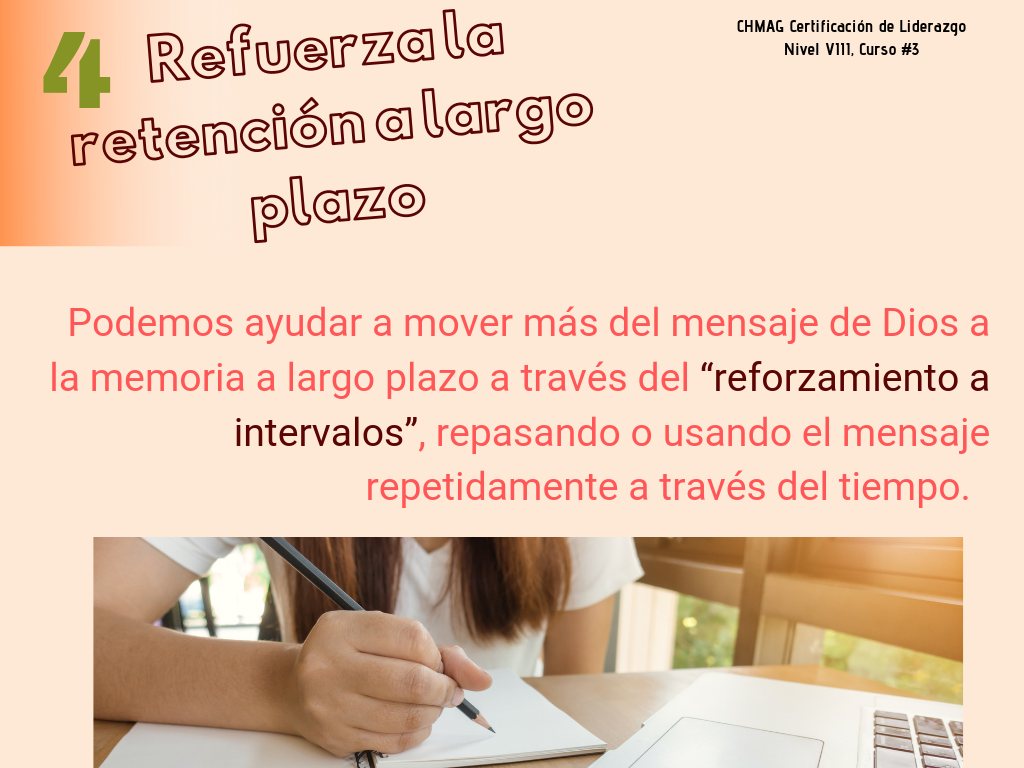 4
Refuerza la
retención a largo
plazo
CHMAG Certificación de Liderazgo
Nivel V111, Curso #3
Podemos ayudar a mover más del mensaje de Dios a
la memoria a largo plazo a través del “reforzamiento a
intervalos”, repasando o usando el mensaje
repetidamente a través del tiempo.